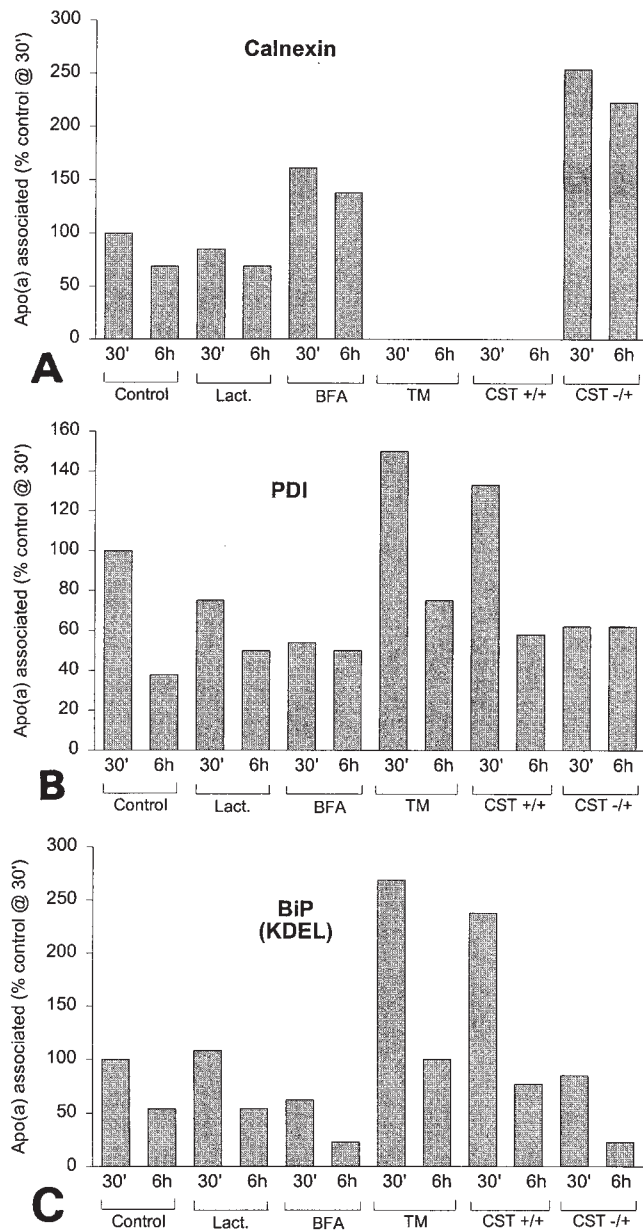 Calnexin
Apo(a) associated (% control @ 30')
300
250
200
150
100
50
0
30' 6h 30' 6h 30' 6h 30' 6h 30' 6h 30' 6h
Control Lact. BFA TM CST +/+ CST -/+
A
PDI
Apo(a) associated (% control @ 30')
160
140
120
100
80
60
40
20
0
30' 6h 30' 6h 30' 6h 30' 6h 30' 6h 30' 6h
Control Lact. BFA TM CST +/+ CST -/+
B
BiP
(KDEL)
Apo(a) associated (% control @ 30')
300
250
200
150
100
50
0
30' 6h 30' 6h 30' 6h 30' 6h 30' 6h 30' 6h
Control Lact. BFA TM CST +/+ CST -/+
C